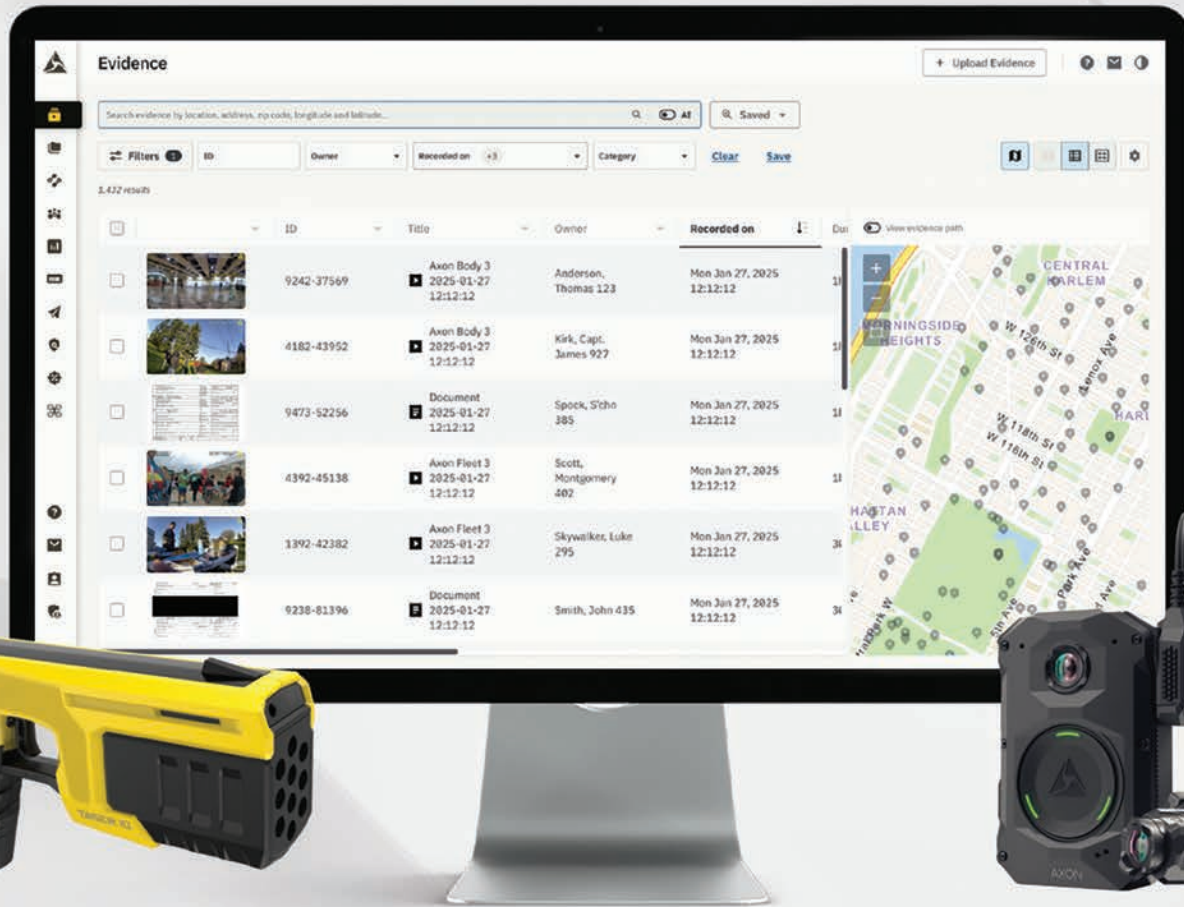 Evidence
+ Upload Evidence
Search evidence by location, address, zip code, longitude and latitude...
All
Saved
Filters 1
ID
Owner
Recorded on +3
Category
Clear
Save
1,432 results
ID
Title
Owner
Recorded on
View evidence path
9242-37569
Axon Body 3
2025-01-27
12:12:12
Anderson,
Thomas 123
Mon Jan 27, 2025
12:12:12
4182-43952
Axon Body 3
2025-01-27
12:12:12
Kirk, Capt.
James 927
Mon Jan 27, 2025
12:12:12
9473-52256
Document
2025-01-27
12:12:12
Spock, S'chn
385
Mon Jan 27, 2025
12:12:12
4392-45138
Axon Fleet 3
2025-01-27
12:12:12
Scott,
Montgomery
402
Mon Jan 27, 2025
12:12:12
1392-42382
Axon Fleet 3
2025-01-27
12:12:12
Skywalker, Luke
295
Mon Jan 27, 2025
12:12:12
9238-81396
Document
2025-01-27
12:12:12
Smith, John 435
Mon Jan 27, 2025
12:12:12
CENTRAL
HARLEM
MORNINGSIDE
HEIGHTS
W 126th St
Lenox Ave
HARL
W 118th St
W 116th St
HATTAN
LLEY
Park Ave
5th Ave
TASER 10
AXON